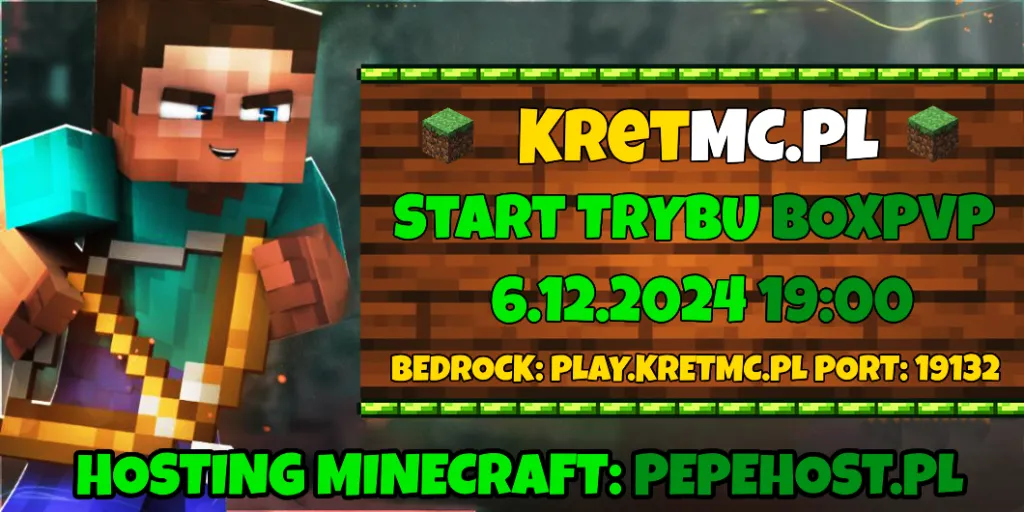 KRETMC.PL
START TRYBU BOXPVP
6.12.2024 19:00
BEDROCK: PLAY.KRETMC.PL PORT: 19132
HOSTING MINECRAFT: PEPEHOST.PL